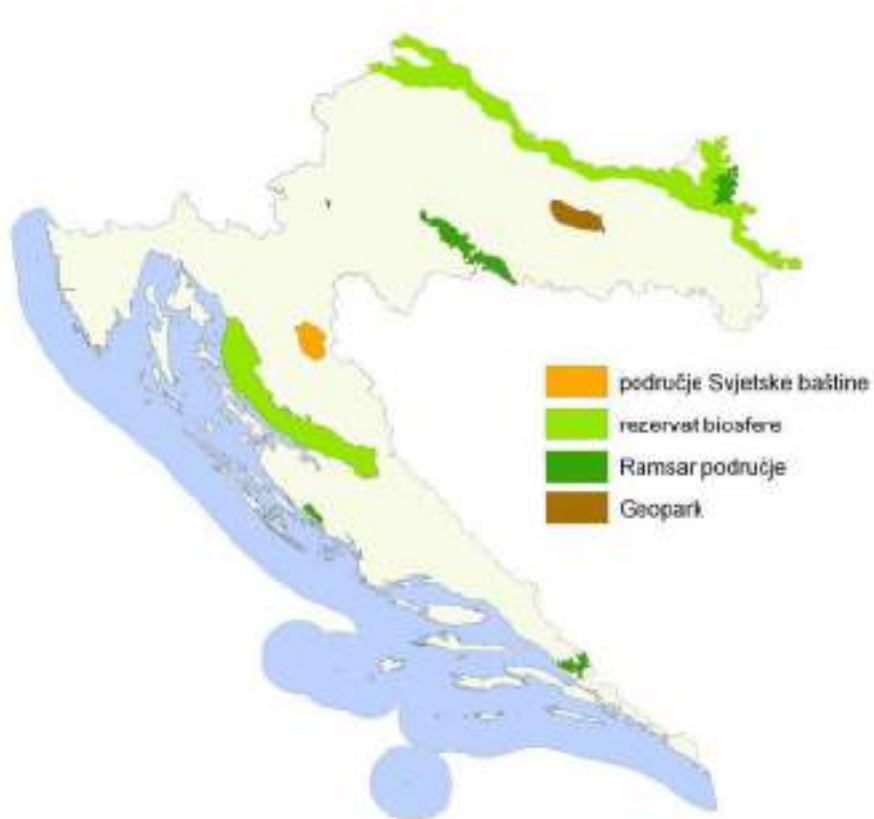 područje Svjetske baštine
rezervat biosfere
Ramsar područje
Geopark